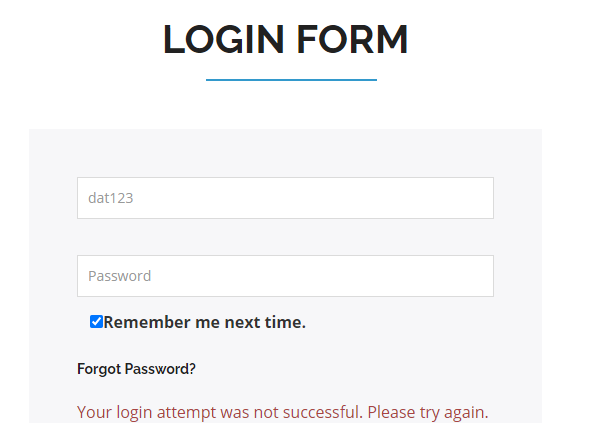 LOGIN FORM
dat123
Password
Remember me next time.
Forgot Password?
Your login attempt was not successful. Please try again.